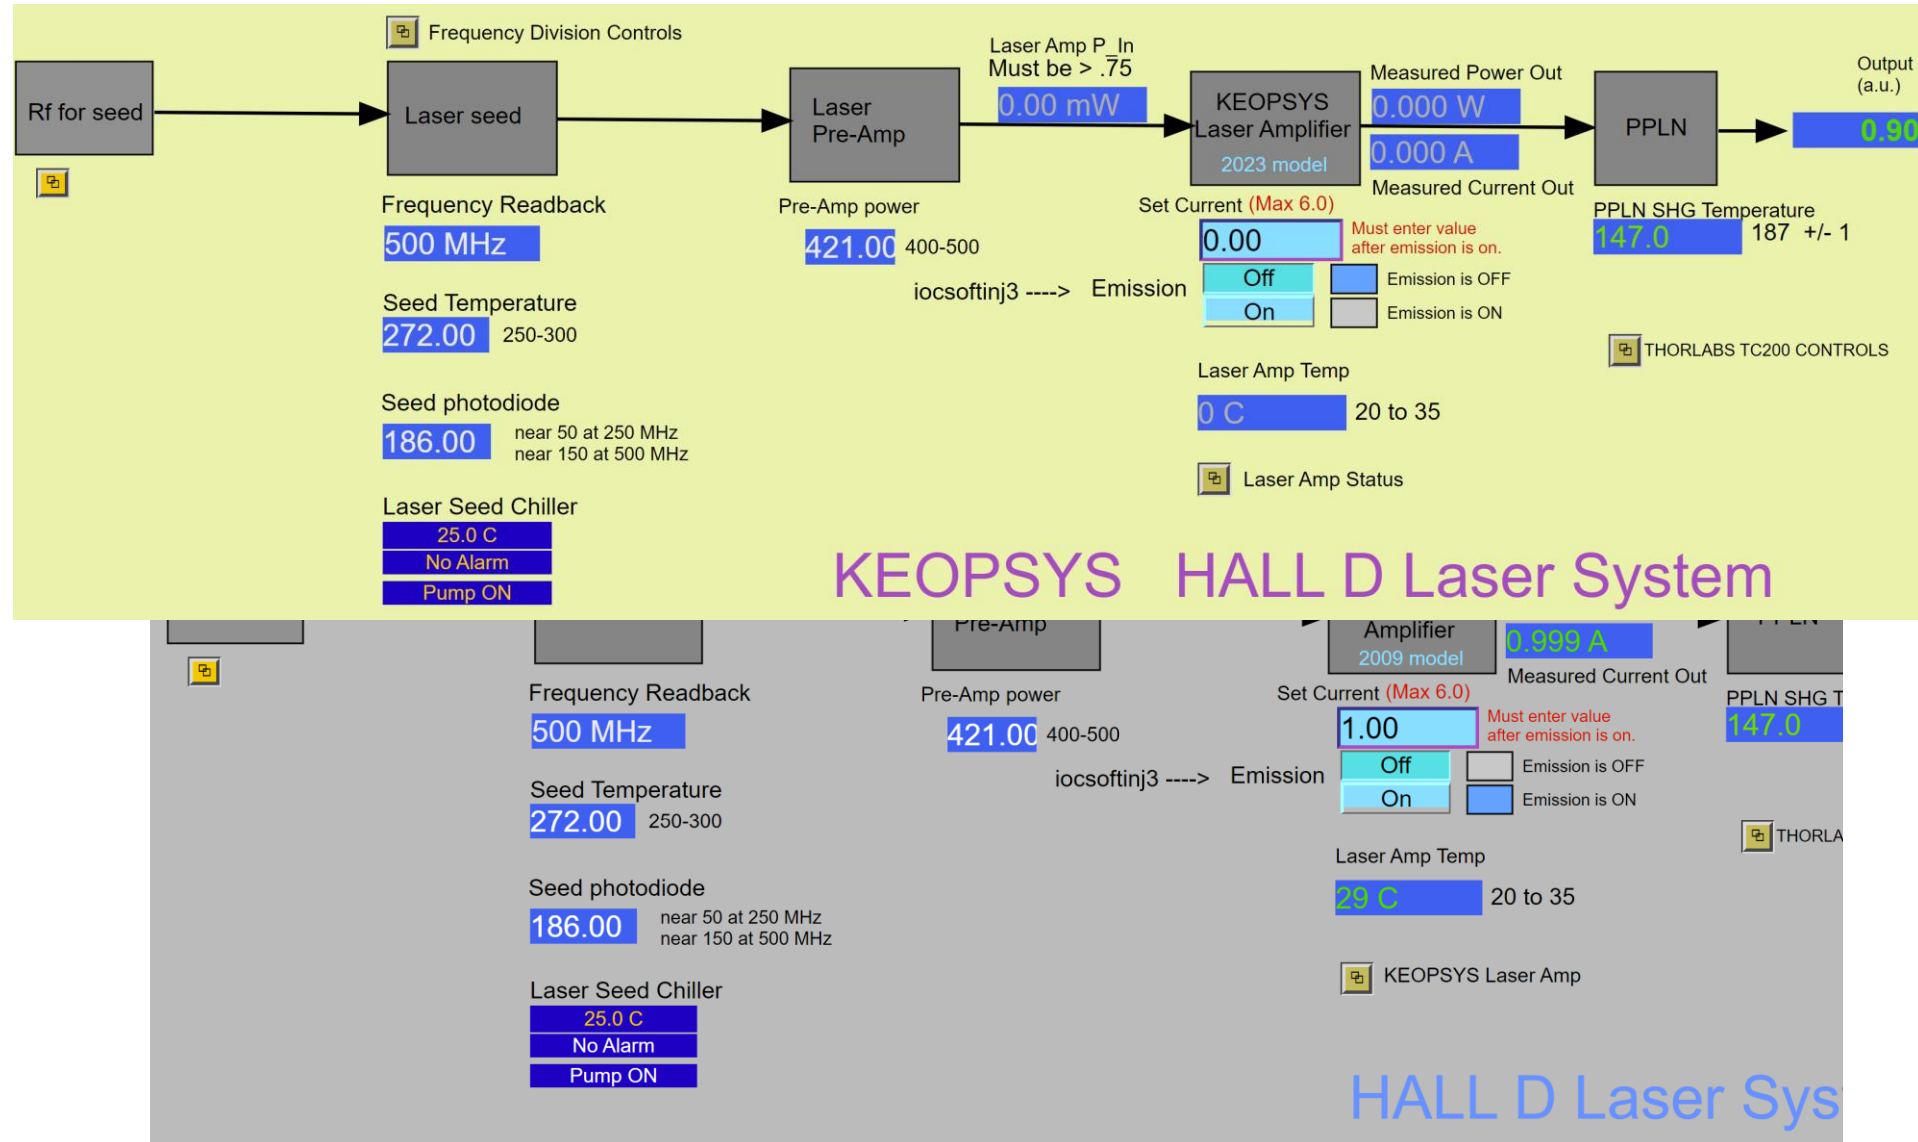 Frequency Division Controls
Rf for seed
Laser seed
Laser
Pre-Amp
Laser Amp P_In
Must be > .75
0.00 mW
KEOPSYS
Laser Amplifier
2023 model
Measured Power Out
0.000 W
0.000 A
Measured Current Out
PPLN
Output
(a.u.)
0.90
Frequency Readback
500 MHz
Pre-Amp power
421.00 400-500
Set Current (Max 6.0)
0.00
Must enter value
after emission is on.
PPLN SHG Temperature
147.0 187 +/- 1
iocsoftinj3 ----> Emission
Off
Emission is OFF
On
Emission is ON
Seed Temperature
272.00 250-300
THORLABS TC200 CONTROLS
Laser Amp Temp
0 C 20 to 35
Seed photodiode
186.00
near 50 at 250 MHz
near 150 at 500 MHz
Laser Amp Status
Laser Seed Chiller
25.0 C
No Alarm
Pump ON
KEOPSYS HALL D Laser System
Pre-Amp
Amplifier
2009 model
0.999 A
Measured Current Out
Frequency Readback
500 MHz
Pre-Amp power
421.00 400-500
Set Current (Max 6.0)
1.00
Must enter value
after emission is on.
PPLN SHG T
147.0
iocsoftinj3 ----> Emission
Off
Emission is OFF
On
Emission is ON
Seed Temperature
272.00 250-300
THORLA
Laser Amp Temp
29 C 20 to 35
Seed photodiode
186.00
near 50 at 250 MHz
near 150 at 500 MHz
KEOPSYS Laser Amp
Laser Seed Chiller
25.0 C
No Alarm
Pump ON
HALL D Laser Sys